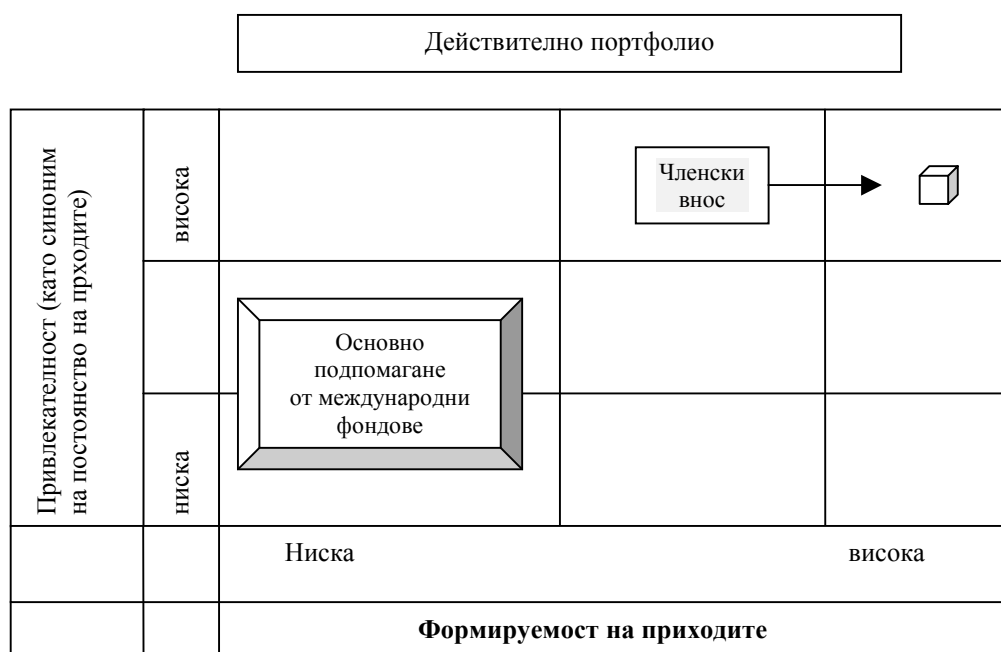 Действително портфолио
Привлекателност (като синоним
на постоянство на прходите)
висока
Членски
внос
Основно
подпомагане
от международни
фондове
ниска
Ниска
висока
Формируемост на приходите